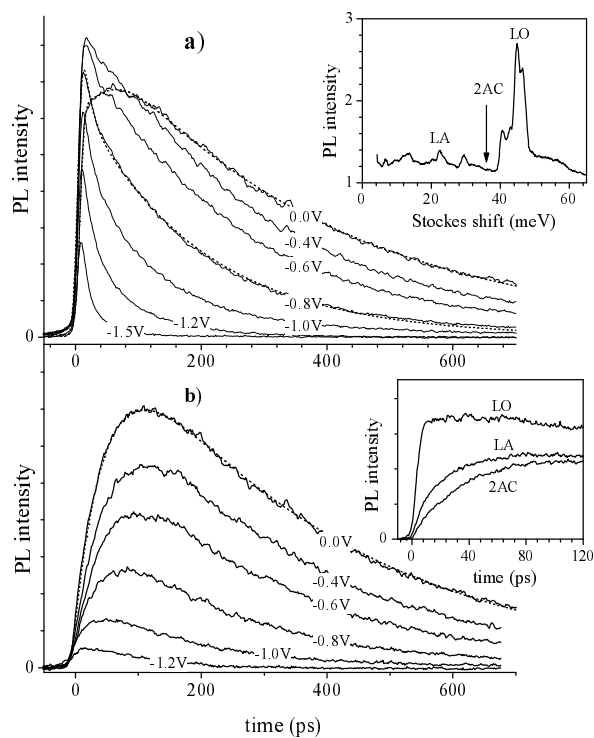 a)
PL intensity
0
0.0V
-0.4V
-0.6V
-0.8V
-1.0V
-1.2V
-1.5V
0 200 400 600
3
2
1
PL intensity
LO
2AC
LA
0 20 40 60
Stockes shift (meV)
b)
PL intensity
0
0.0V
-0.4V
-0.6V
-0.8V
-1.0V
-1.2V
0 200 400 600
time (ps)
PL intensity
0
LO
LA
2AC
0 40 80 120
time (ps)